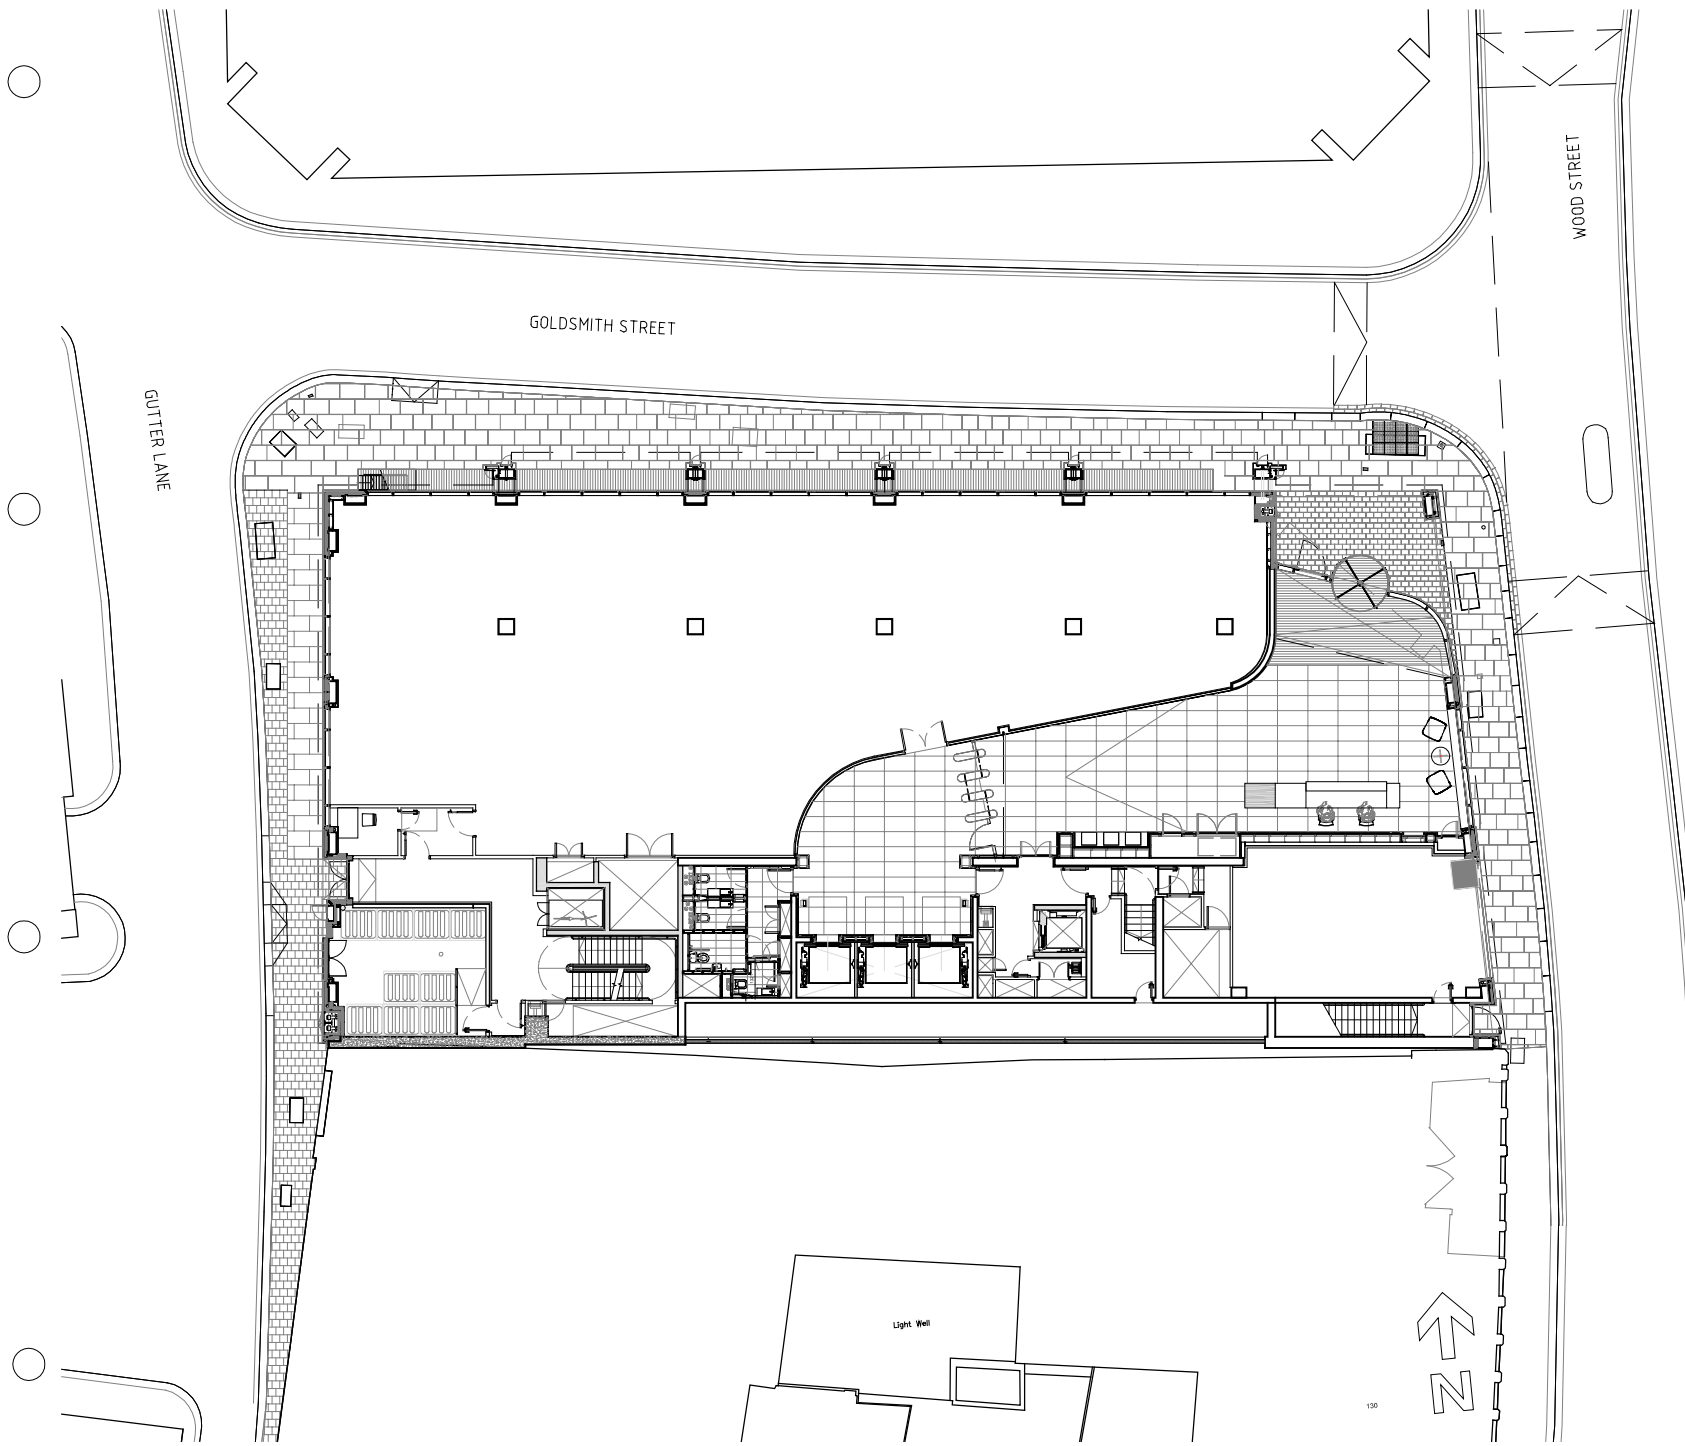 WOOD STREET
GOLDSMITH STREET
GUTTER LANE
Light Well
N
130